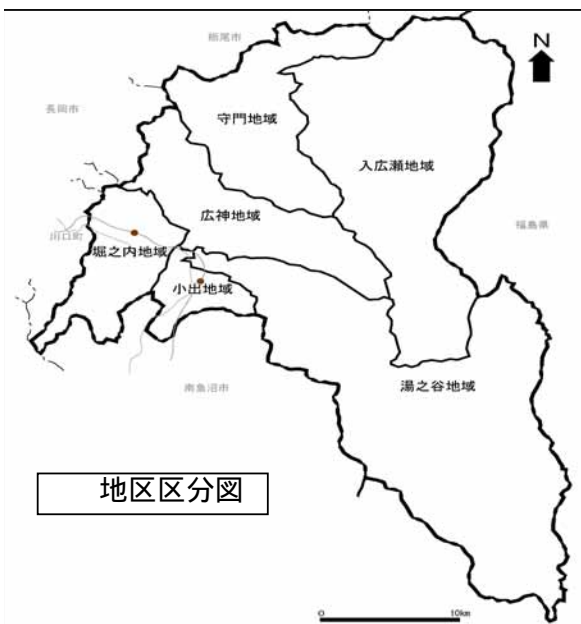 栃尾市
N
長岡市
守門地域
入広瀬地域
広神地域
福島県
川口町
堀之内地域
小出地域
南魚沼市
湯之谷地域
地区区分図
0
10km